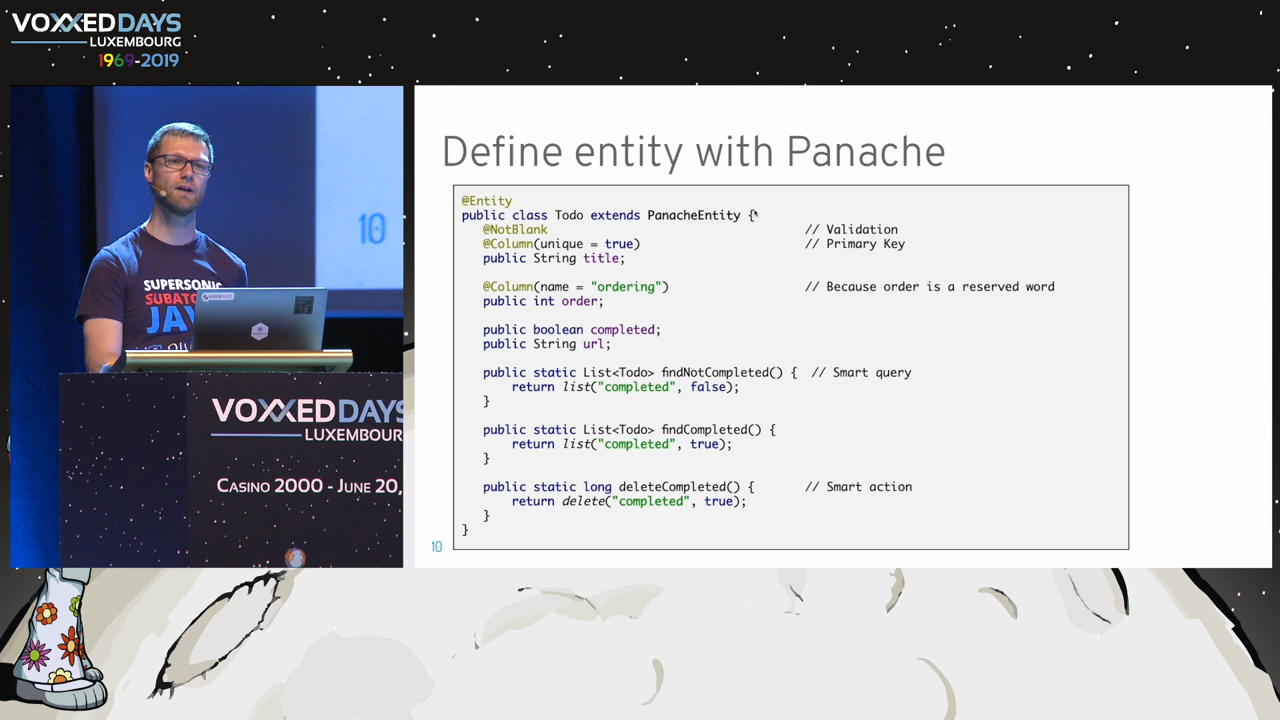 VOXXED DAYS
LUXEMBOURG
1969-2019
10
SUPERSONIC
SUBATO
JAV
VOXXED DAYS
LUXEMBOUR
CASINO 2000 - JUNE 20,
Define entity with Panache
@Entity
public class Todo extends PanacheEntity {
@NotBlank // Validation
@Column(unique = true) // Primary Key
public String title;
@Column(name = "ordering") // Because order is a reserved word
public int order;
public boolean completed;
public String url;
public static List<Todo> findNotCompleted() { // Smart query
return list("completed", false);
}
public static List<Todo> findCompleted() {
return list("completed", true);
}
public static long deleteCompleted() { // Smart action
return delete("completed", true);
}
}
10